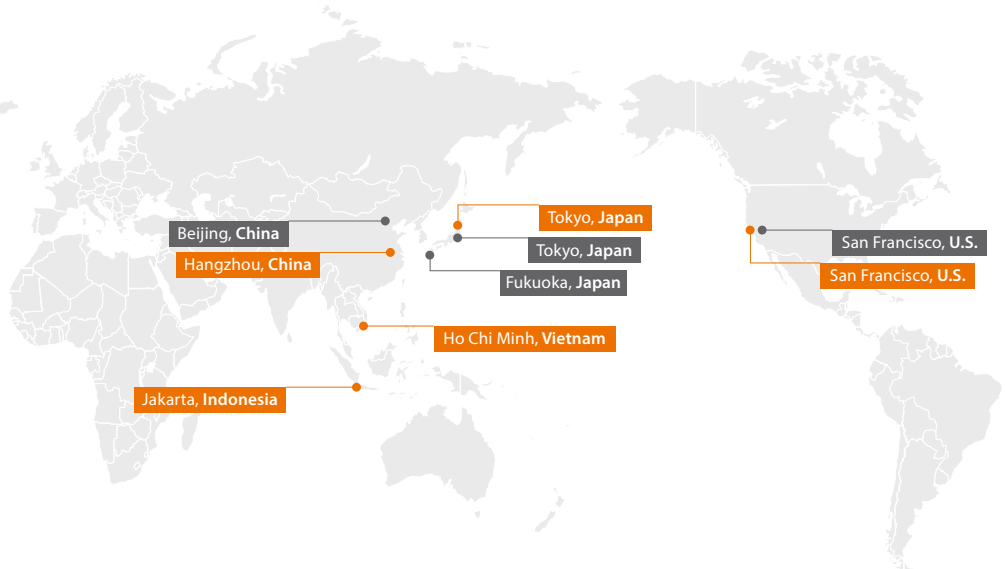 Tokyo, Japan
Beijing, China
Tokyo, Japan
San Francisco, U.S.
Hangzhou, China
San Francisco, U.S.
Fukuoka, Japan
Ho Chi Minh, Vietnam
Jakarta, Indonesia